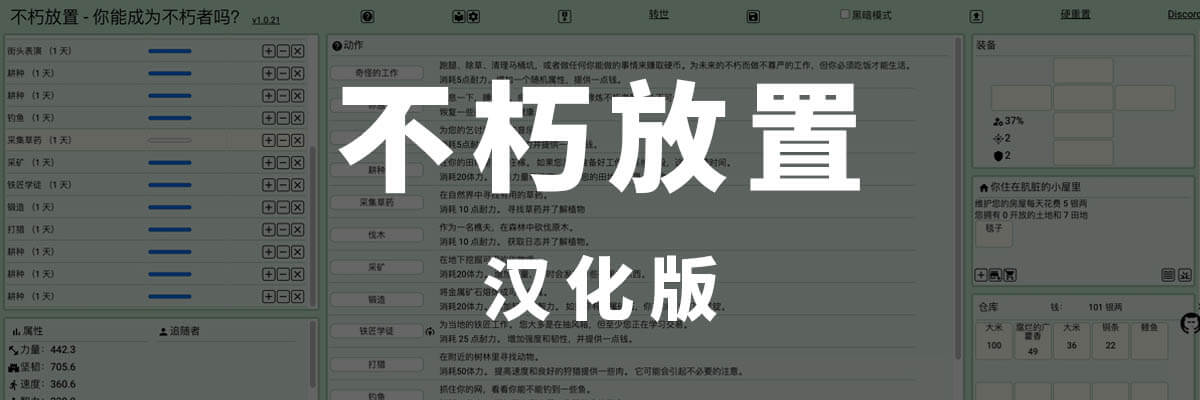 不朽放置 - 你能成为不朽者吗?
v1.0.21
转世
黑暗模式
硬重置
Discord
街头表演 (1 天)
耕种 (1 天)
耕种 (1 天)
钓鱼 (1 天)
采集草药 (1 天)
采矿 (1 天)
铁匠学徒 (1 天)
锻造 (1 天)
打猎 (1 天)
耕种 (1 天)
耕种 (1 天)
耕种 (1 天)
属性
追随者
力量: 442.3
坚韧: 705.6
速度: 360.6
动作
奇怪的工作
跑腿、除草、清理马桶坑，或者做任何你能做的事情来赚取硬币。为未来的不朽而做不尊严的工作，但你必须吃饭才能生活。
消耗5点耐力。增加一个随机属性，提供一点钱。
不朽放置
汉化版
耕种
采集草药
在自然界中寻找有用的草药。
消耗 10 点耐力。 寻找草药并了解植物
伐木
作为一名樵夫，在森林中砍伐原木。
消耗 10 点耐力。 获取日志并了解植物。
采矿
锻造
铁匠学徒
为当地的铁匠工作。 您大多是在抽风箱，但至少您正在学习交易。
消耗 25 点耐力。 增加强度和韧性，并提供一点钱。
打猎
在附近的树林里寻找动物。
消耗50点体力。 提高速度和良好的狩猎提供一些肉。 它可能会引起不必要的注意。
钓鱼
抓住你的网，看看你能不能钓到一些鱼。
装备
37%
2
2
你住在肮脏的小屋里
维护您的房屋每天花费 5 银两
您拥有 0 开放的土地和 7 田地
毯子
仓库
钱:
101 银两
大米
100
腐烂的广藿香
49
大米
36
铜条
22
鲤鱼